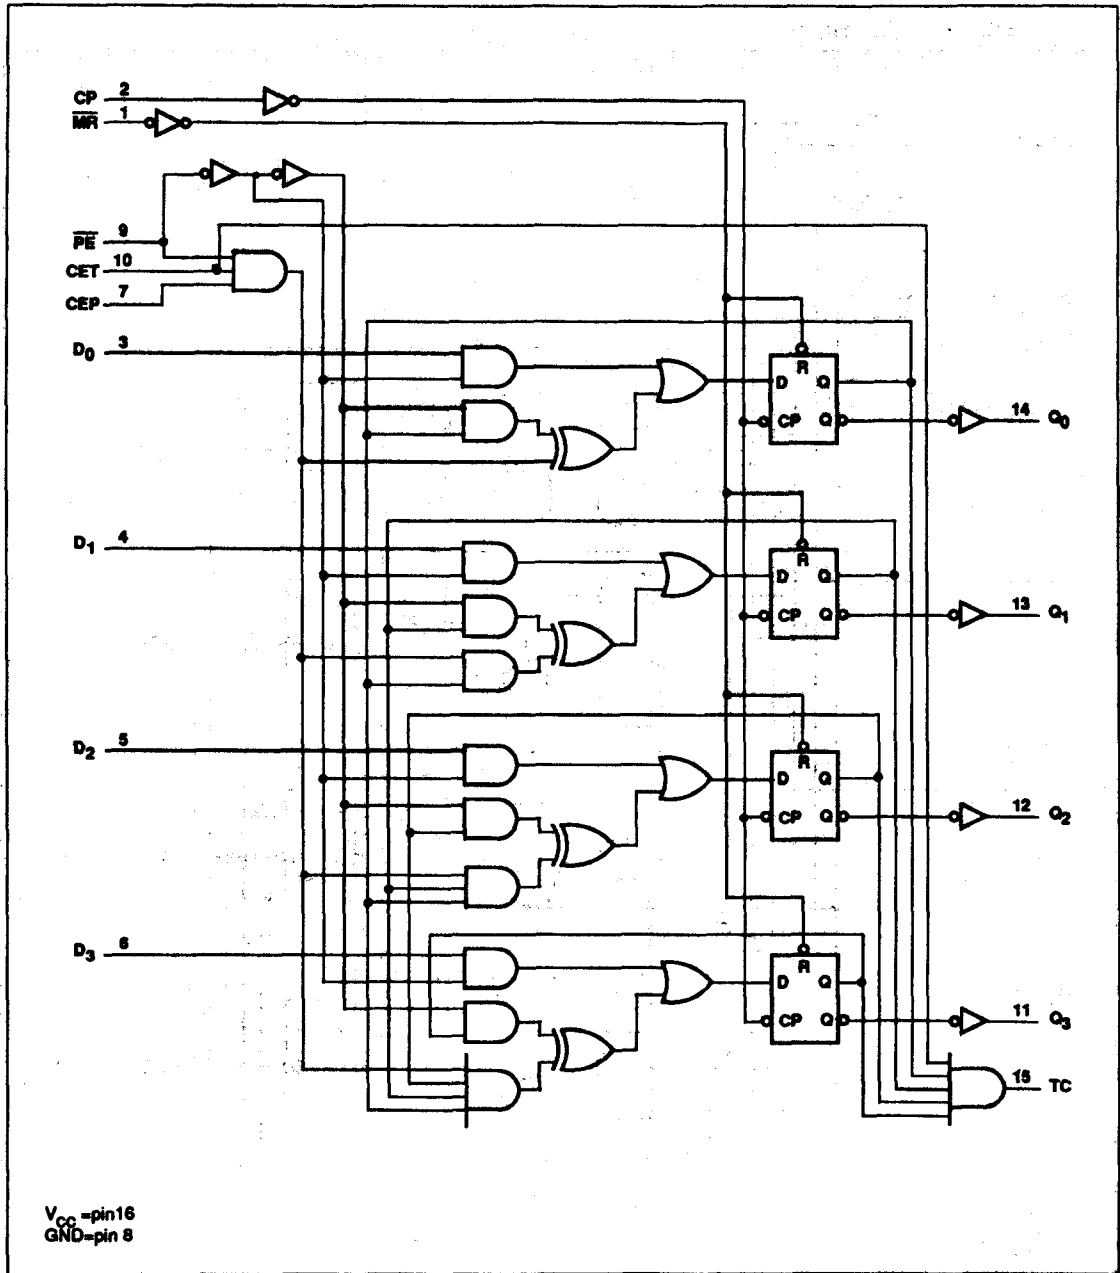 CP 2
MR 1
PE 9
CET 10
CEP 7
D0 3
R
D Q
CP Q
14 Q0
D1 4
R
D Q
CP Q
13 Q1
D2 5
R
D Q
CP Q
12 Q2
D3 6
R
D Q
CP Q
11 Q3
15 TC
VCC =pin16
GND=pin 8